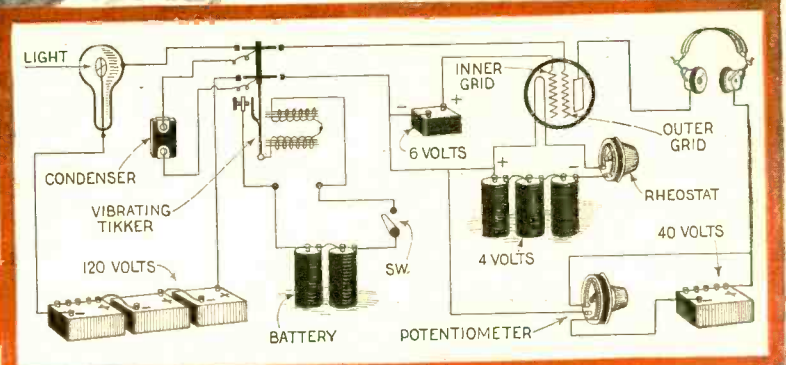 LIGHT
CONDENSER
VIBRATING
TIKKER
120 VOLTS
BATTERY
SW.
INNER
GRID
OUTER
GRID
6 VOLTS
RHEOSTAT
4 VOLTS
40 VOLTS
POTENTIOMETER